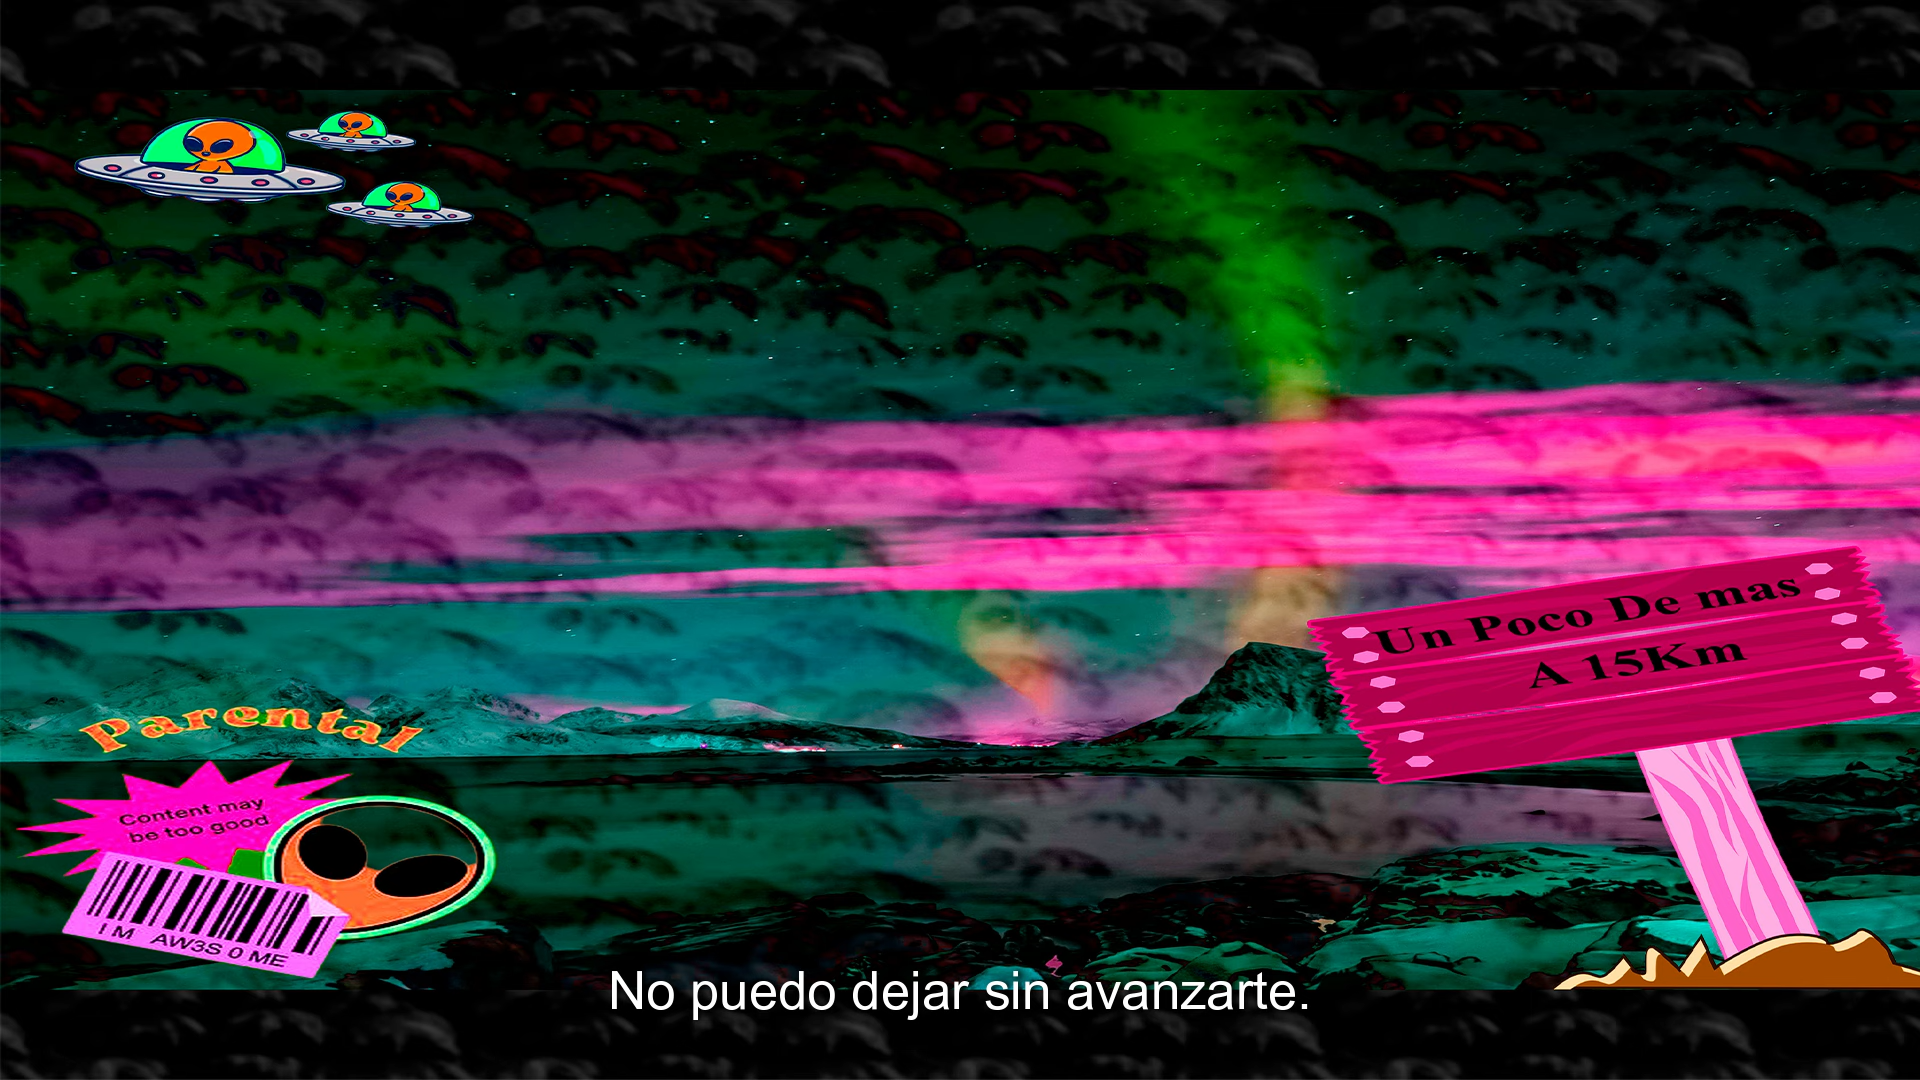 Un Poco De mas
A 15Km
Parental
Content may
be too good
I M AW3S 0 ME
No puedo dejar sin avanzarte.